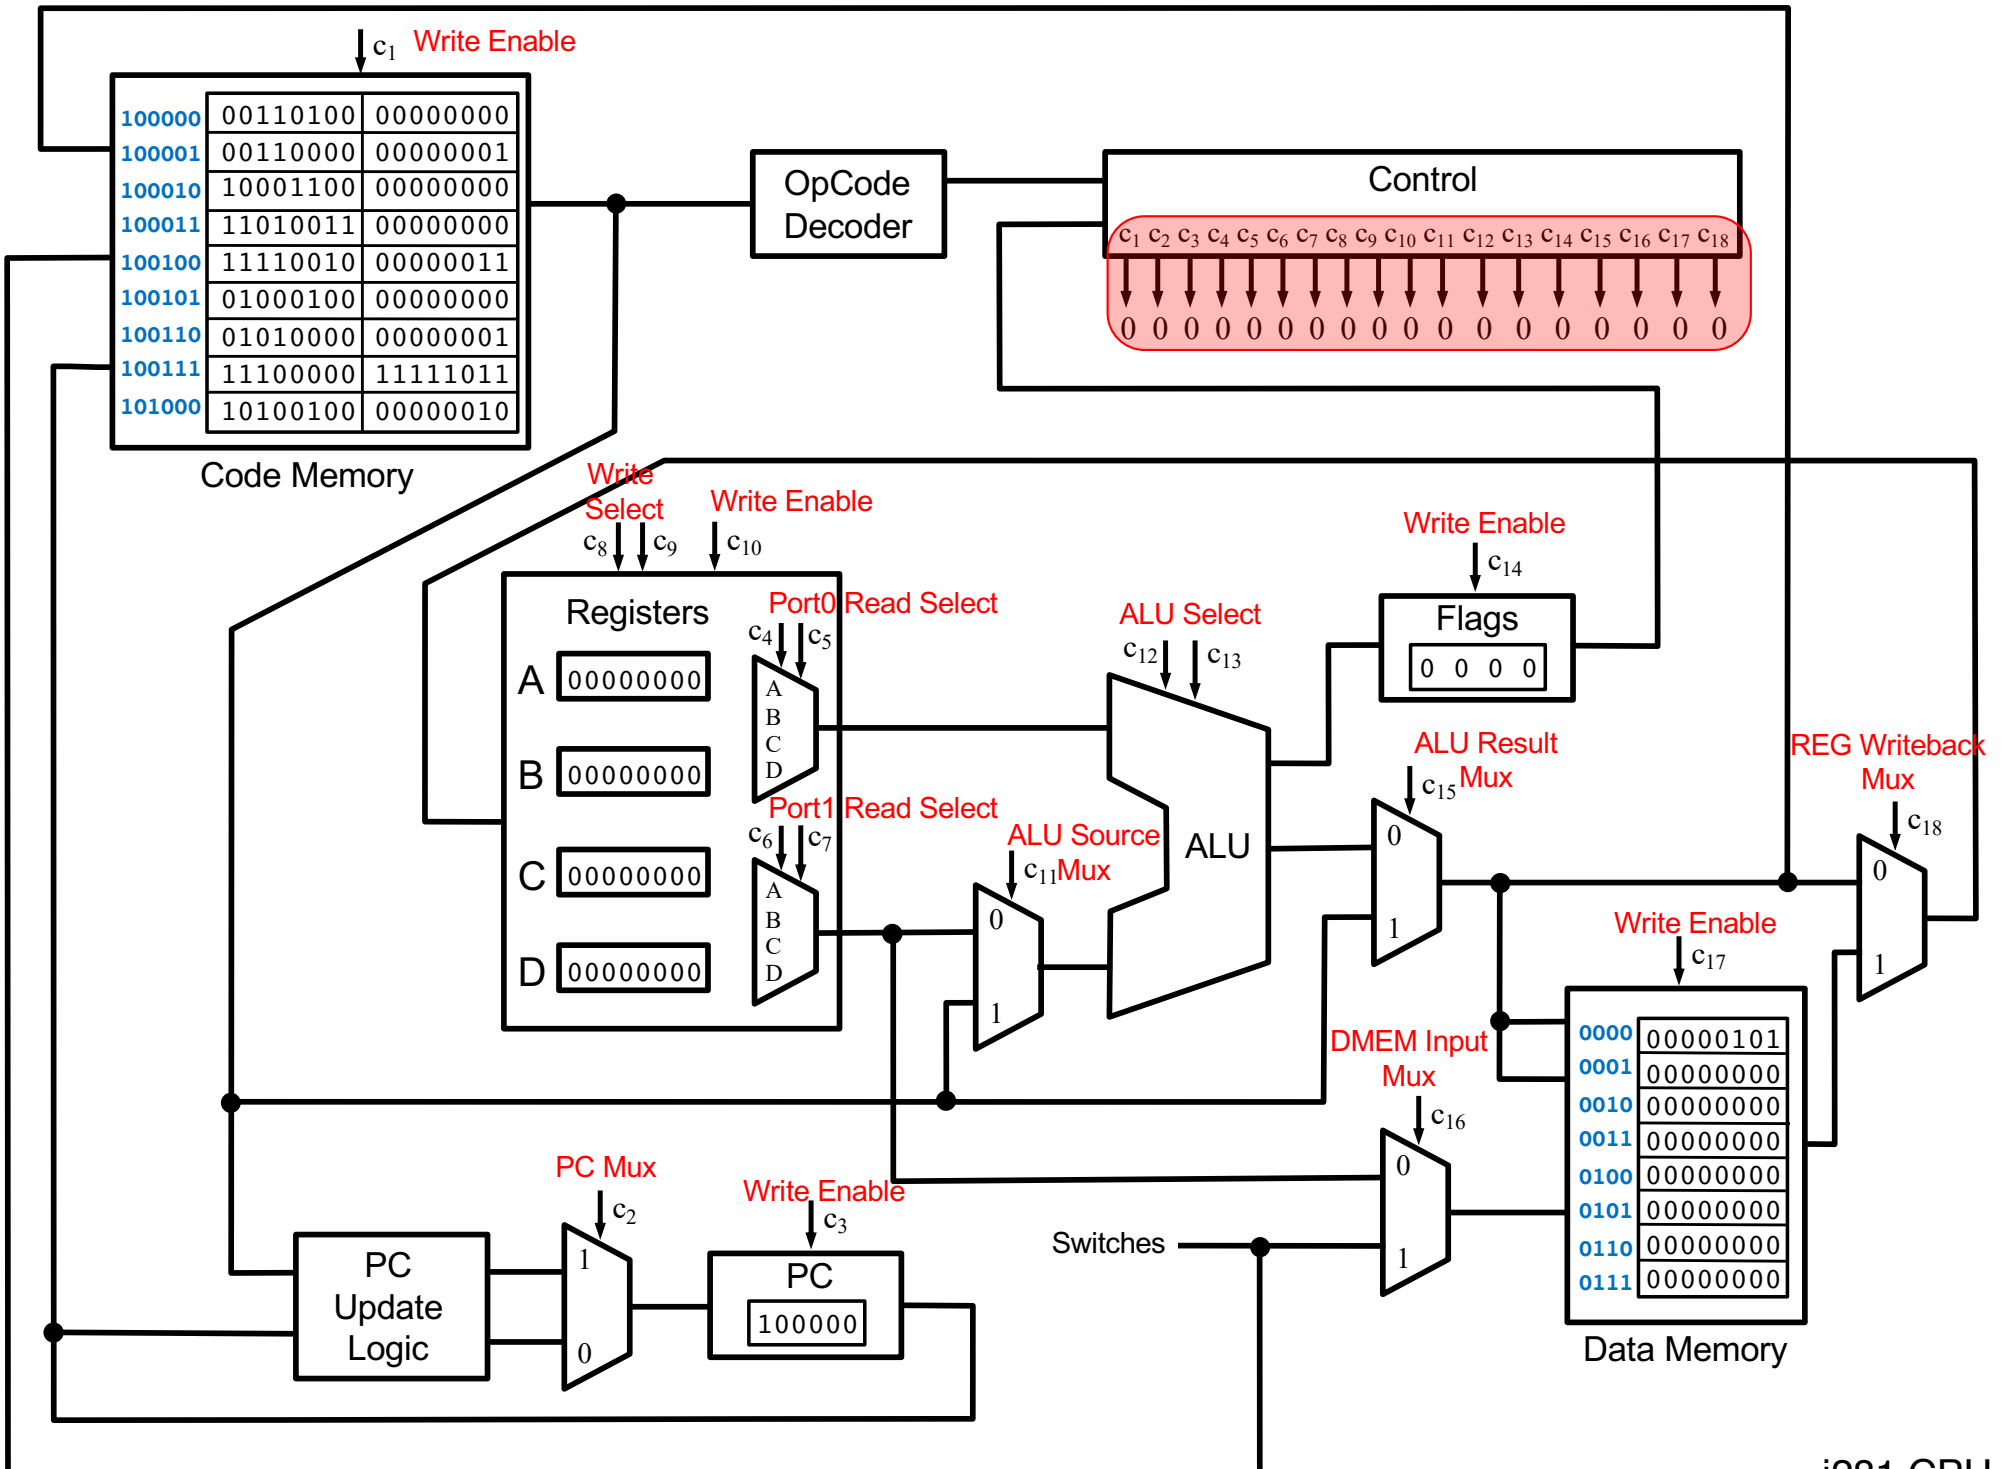 c1 Write Enable
100000 00110100 00000000
100001 00110000 00000001
100010 10001100 00000000
100011 11010011 00000000
100100 11110010 00000011
100101 01000100 00000000
100110 01010000 00000001
100111 11100000 11111011
101000 10100100 00000010
Code Memory
OpCode
Decoder
Control
c1 c2 c3 c4 c5 c6 c7 c8 c9 c10 c11 c12 c13 c14 c15 c16 c17 c18
0 0 0 0 0 0 0 0 0 0 0 0 0 0 0 0 0 0
Write
Select
c8 c9
Write Enable
c10
Registers
A 00000000
B 00000000
C 00000000
D 00000000
Port0 Read Select
c4 c5
A
B
C
D
Port1 Read Select
c6 c7
A
B
C
D
ALU Source
c11 Mux
0
1
ALU Select
c12 c13
ALU
Write Enable
c14
Flags
0 0 0 0
ALU Result
Mux
c15
0
1
REG Writeback
Mux
c18
0
1
Write Enable
c17
0000 00000101
0001 00000000
0010 00000000
0011 00000000
0100 00000000
0101 00000000
0110 00000000
0111 00000000
Data Memory
DMEM Input
Mux
c16
0
1
Switches
PC Mux
c2
1
0
Write Enable
c3
PC
100000
PC
Update
Logic
i281 CPU